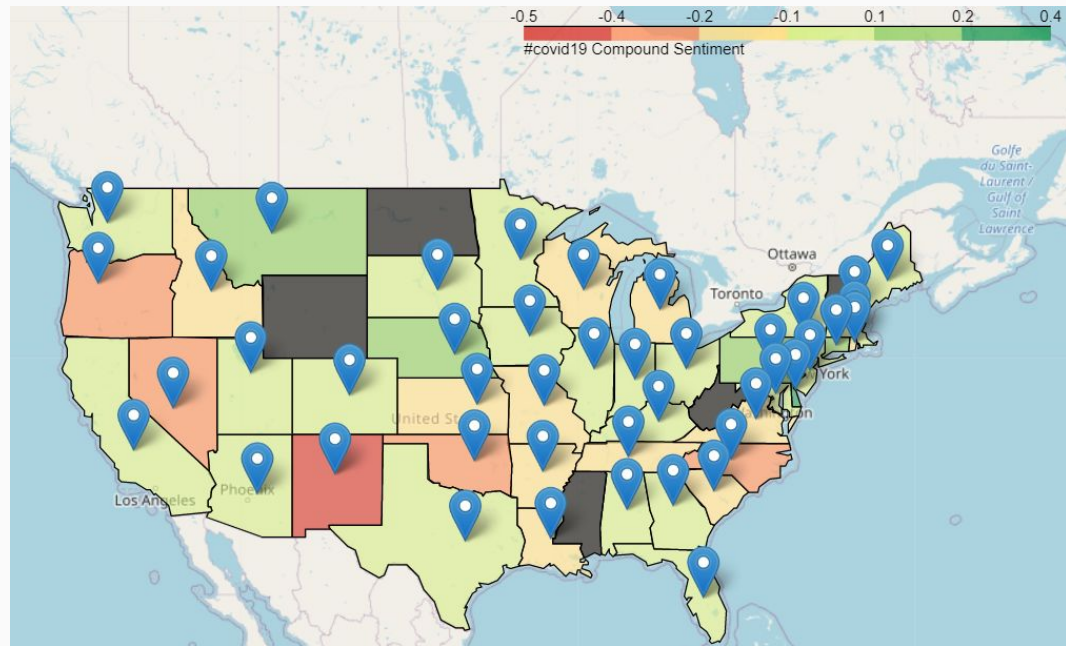 -0.5 -0.4 -0.2 -0.1 0.1 0.2 0.4
#covid19 Compound Sentiment
Golfe
du Saint-
Laurent /
Gulf of
Saint
Lawrence
Ottawa
Toronto
York
United St
Los Angeles